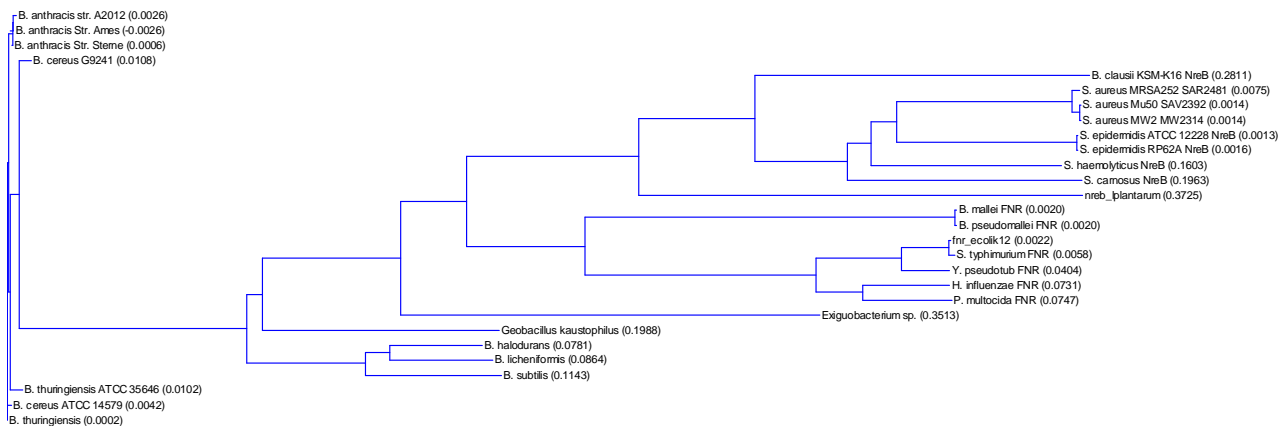 B. anthracis str. A2012 (0.0026)
B. anthracis Str. Ames (-0.0026)
B. anthracis Str. Sterne (0.0006)
B. cereus G9241 (0.0108)
B. clausii KSM-K16 NreB (0.2811)
S. aureus MRSA252 SAR2481 (0.0075)
S. aureus Mu50 SAV2392 (0.0014)
S. aureus MW2 MW2314 (0.0014)
S. epidermidis ATCC 12228 NreB (0.0013)
S. epidermidis RP62A NreB (0.0016)
S. haemolyticus NreB (0.1603)
S. carnosus NreB (0.1963)
nreb_lplantarum (0.3725)
B. mallei FNR (0.0020)
B. pseudomallei FNR (0.0020)
fnr_ecolik12 (0.0022)
S. typhimurium FNR (0.0058)
Y. pseudotub FNR (0.0404)
H. influenzae FNR (0.0731)
P. multocida FNR (0.0747)
Exiguobacterium sp. (0.3513)
Geobacillus kaustophilus (0.1988)
B. halodurans (0.0781)
B. licheniformis (0.0864)
B. subtilis (0.1143)
B. thuringiensis ATCC 35646 (0.0102)
B. cereus ATCC 14579 (0.0042)
B. thuringiensis (0.0002)